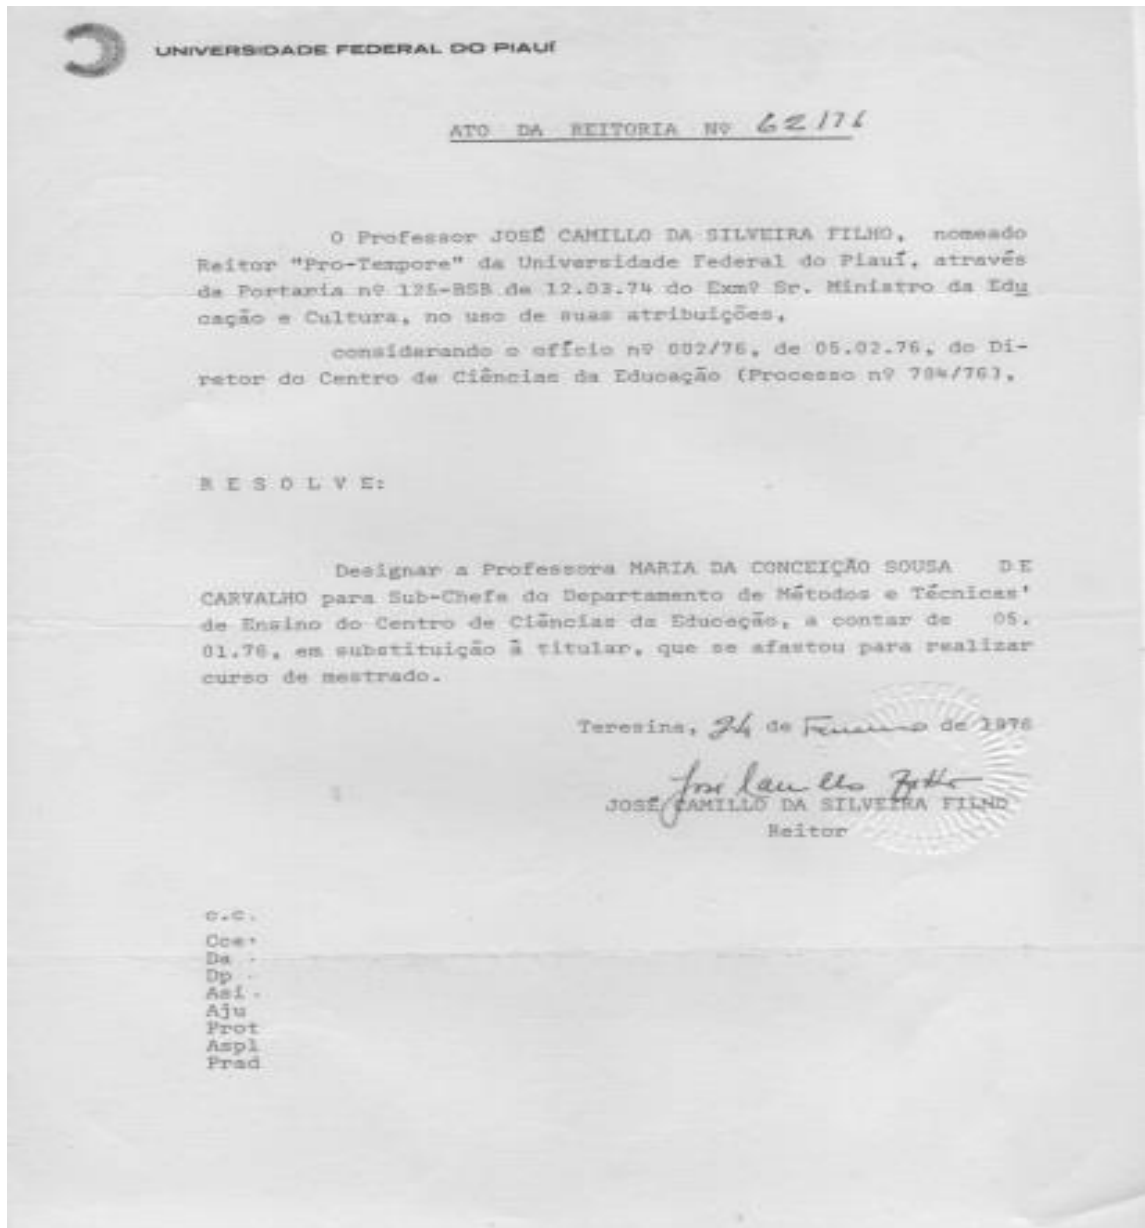 UNIVERSIDADE FEDERAL DO PIAUÍ
ATO DA REITORIA Nº 62/76
O Professor JOSÉ CAMILLO DA SILVEIRA FILHO, nomeado
Reitor "Pro-Tempore" da Universidade Federal do Piauí, através
da Portaria nº 125-BSB de 12.03.74 do Exmº Sr. Ministro da Edu
cação e Cultura, no uso de suas atribuições,
considerando o ofício nº 002/76, de 05.02.76, do Di-
retor do Centro de Ciências da Educação (Processo nº 784/76),
R E S O L V E:
Designar a Professora MARIA DA CONCEIÇÃO SOUSA DE
CARVALHO para Sub-Chefe do Departamento de Métodos e Técnicas'
de Ensino do Centro de Ciências da Educação, a contar de 05.
01.76, em substituição à titular, que se afastou para realizar
curso de mestrado.
Teresina, 24 de Fevereiro de 1976
José Camillo Filho
JOSÉ CAMILLO DA SILVEIRA FILHO
Reitor
c.c.
Cce
Da
Dp
Asi
Aju
Prot
Aspl
Prad